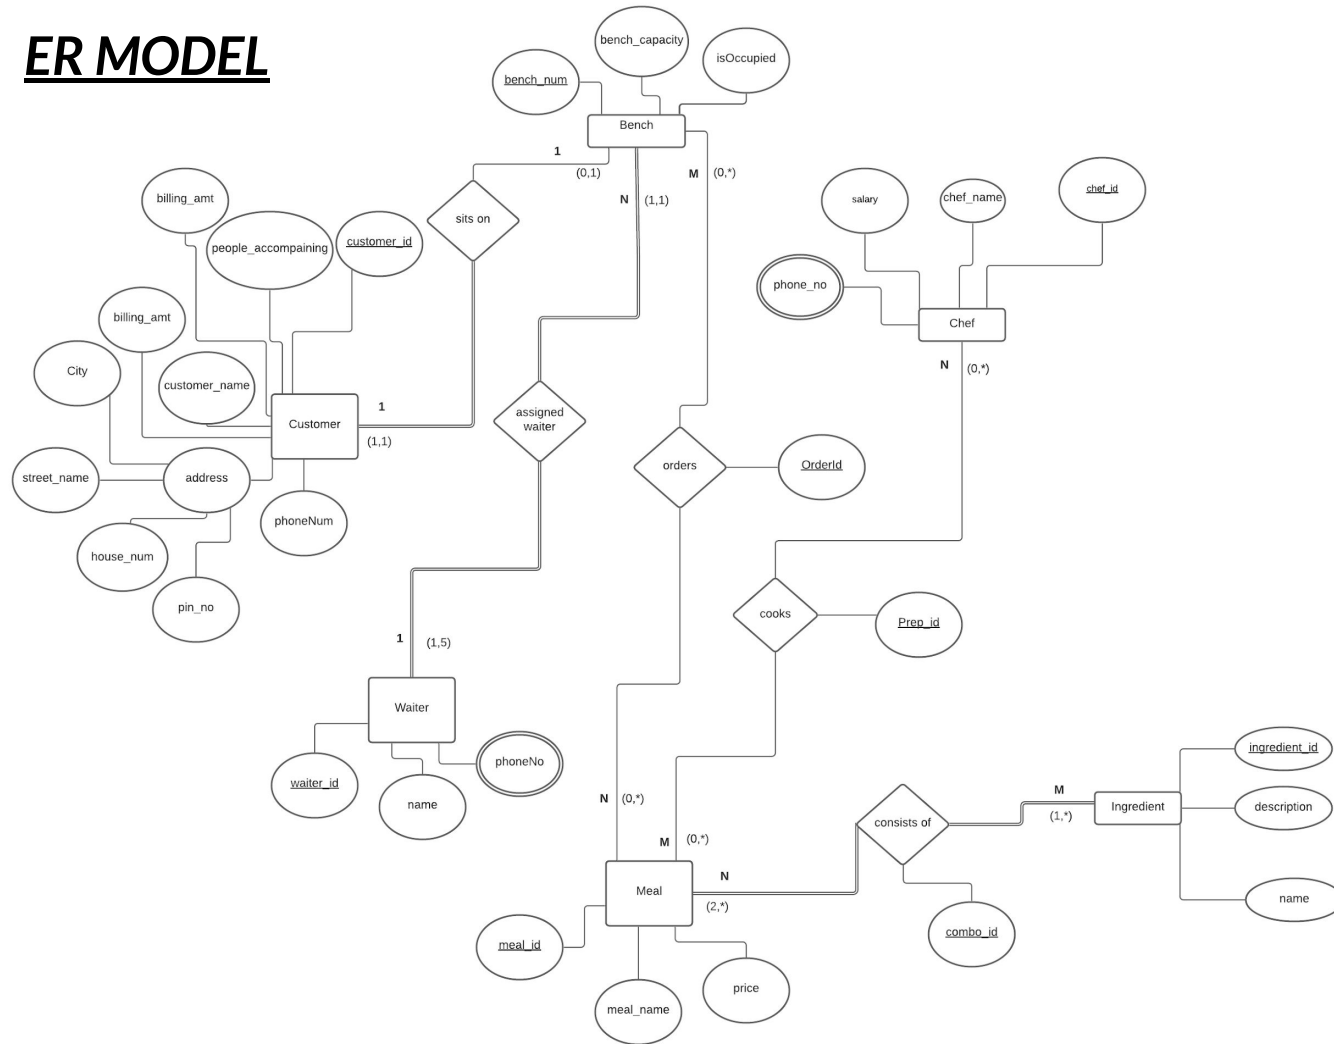 ER MODEL
bench_capacity
isOccupied
bench_num
Bench
1
(0,1)
N
(1,1)
M
(0,*)
billing_amt
people_accompaining
customer_id
sits on
salary
chef_name
chef_id
phone_no
Chef
N
(0,*)
billing_amt
City
customer_name
Customer
1
(1,1)
assigned
waiter
street_name
address
phoneNum
house_num
pin_no
orders
OrderId
cooks
Prep_id
1
(1,5)
Waiter
waiter_id
name
phoneNo
N
(0,*)
M
(0,*)
consists of
M
(1,*)
Ingredient
ingredient_id
description
name
Meal
N
(2,*)
meal_id
meal_name
price
combo_id